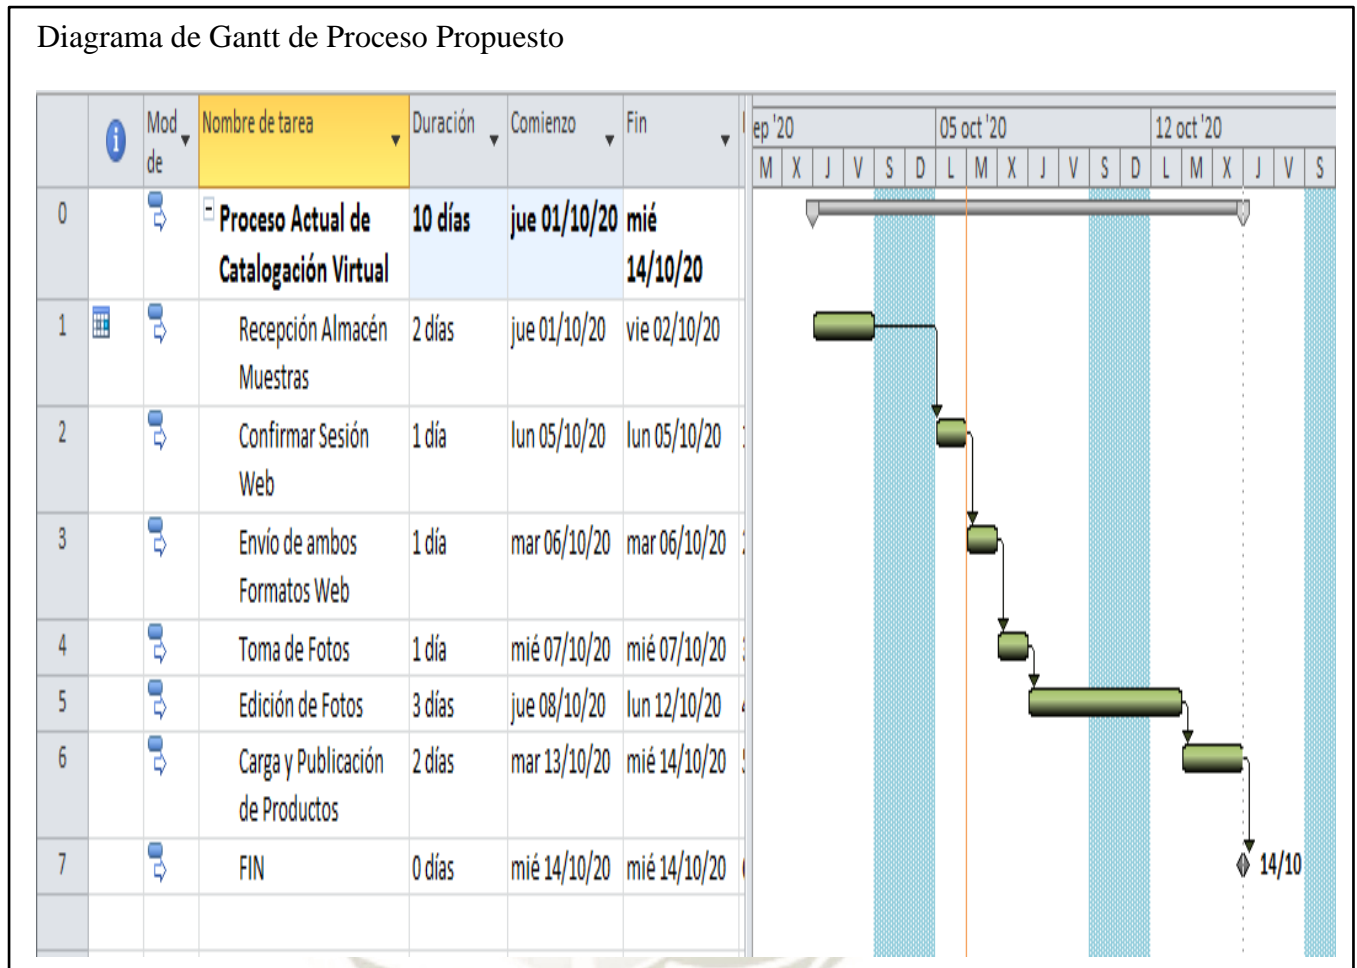 Diagrama de Gantt de Proceso Propuesto
Mod de Nombre de tarea Duración Comienzo Fin
ep '20 05 oct '20 12 oct '20
M X J V S D L M X J V S D L M X J V S
0 Proceso Actual de Catalogación Virtual 10 días jue 01/10/20 mié 14/10/20
1 Recepción Almacén Muestras 2 días jue 01/10/20 vie 02/10/20
2 Confirmar Sesión Web 1 día lun 05/10/20 lun 05/10/20
3 Envío de ambos Formatos Web 1 día mar 06/10/20 mar 06/10/20
4 Toma de Fotos 1 día mié 07/10/20 mié 07/10/20
5 Edición de Fotos 3 días jue 08/10/20 lun 12/10/20
6 Carga y Publicación de Productos 2 días mar 13/10/20 mié 14/10/20
7 FIN 0 días mié 14/10/20 mié 14/10/20
14/10